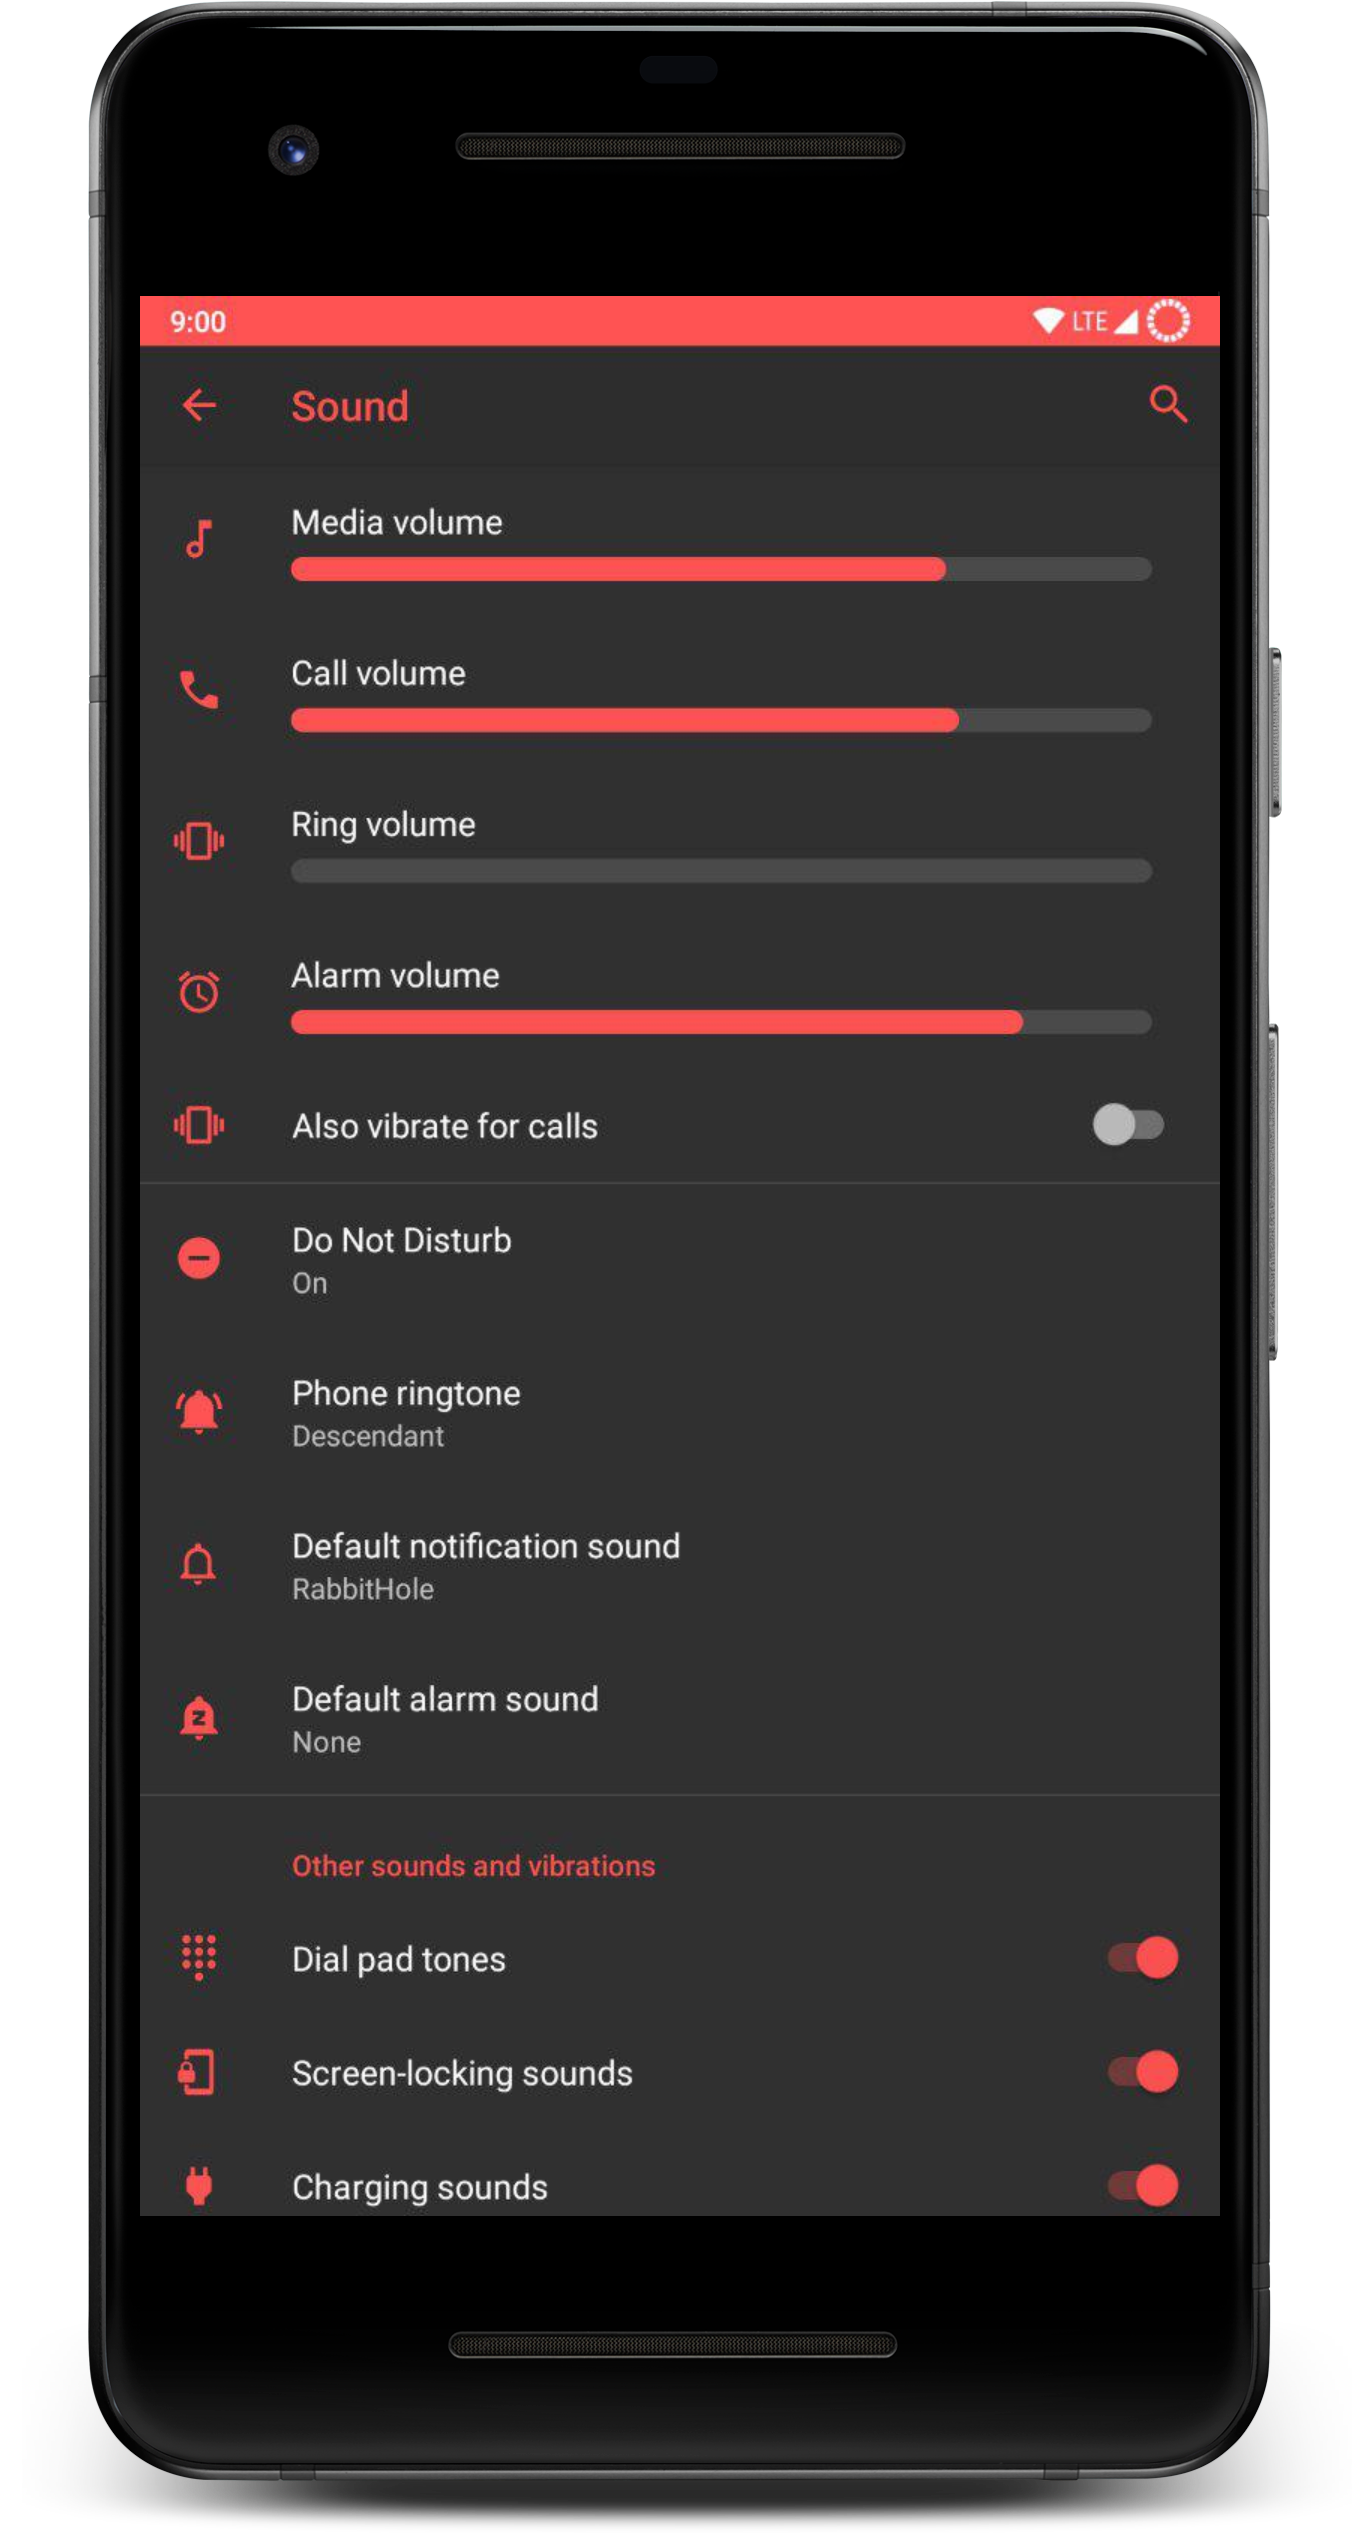 9:00 LTE
Sound
Media volume
Call volume
Ring volume
Alarm volume
Also vibrate for calls
Do Not Disturb
On
Phone ringtone
Descendant
Default notification sound
RabbitHole
Default alarm sound
None
Other sounds and vibrations
Dial pad tones
Screen-locking sounds
Charging sounds